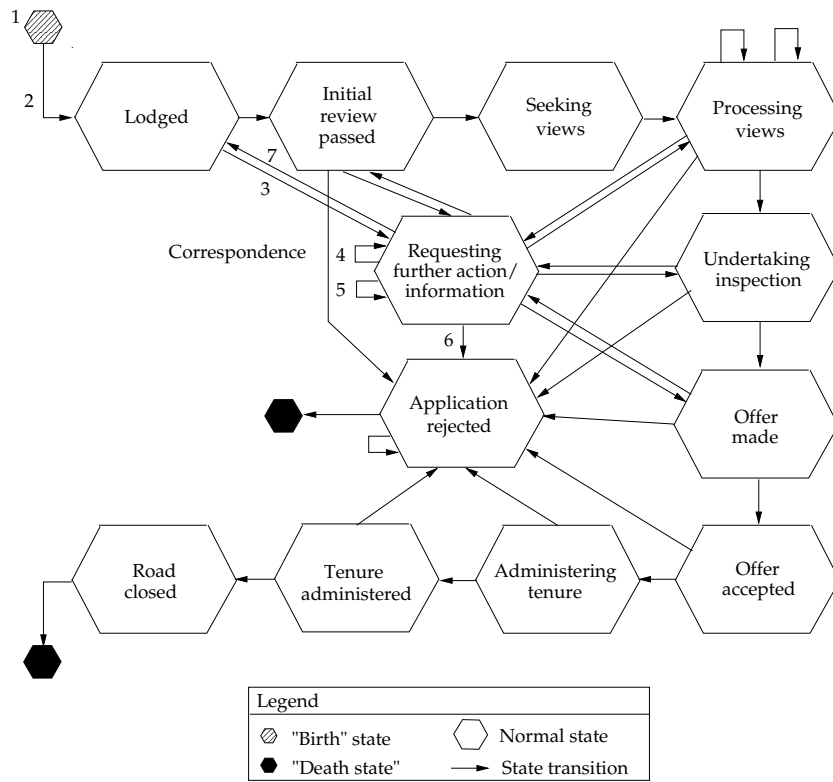 1
2
Lodged
Initial
review
passed
Seeking
views
Processing
views
7
3
Correspondence
4
5
Requesting
further action/
information
Undertaking
inspection
6
Application
rejected
Offer
made
Road
closed
Tenure
administered
Administering
tenure
Offer
accepted
Legend
"Birth" state
Normal state
"Death state"
State transition